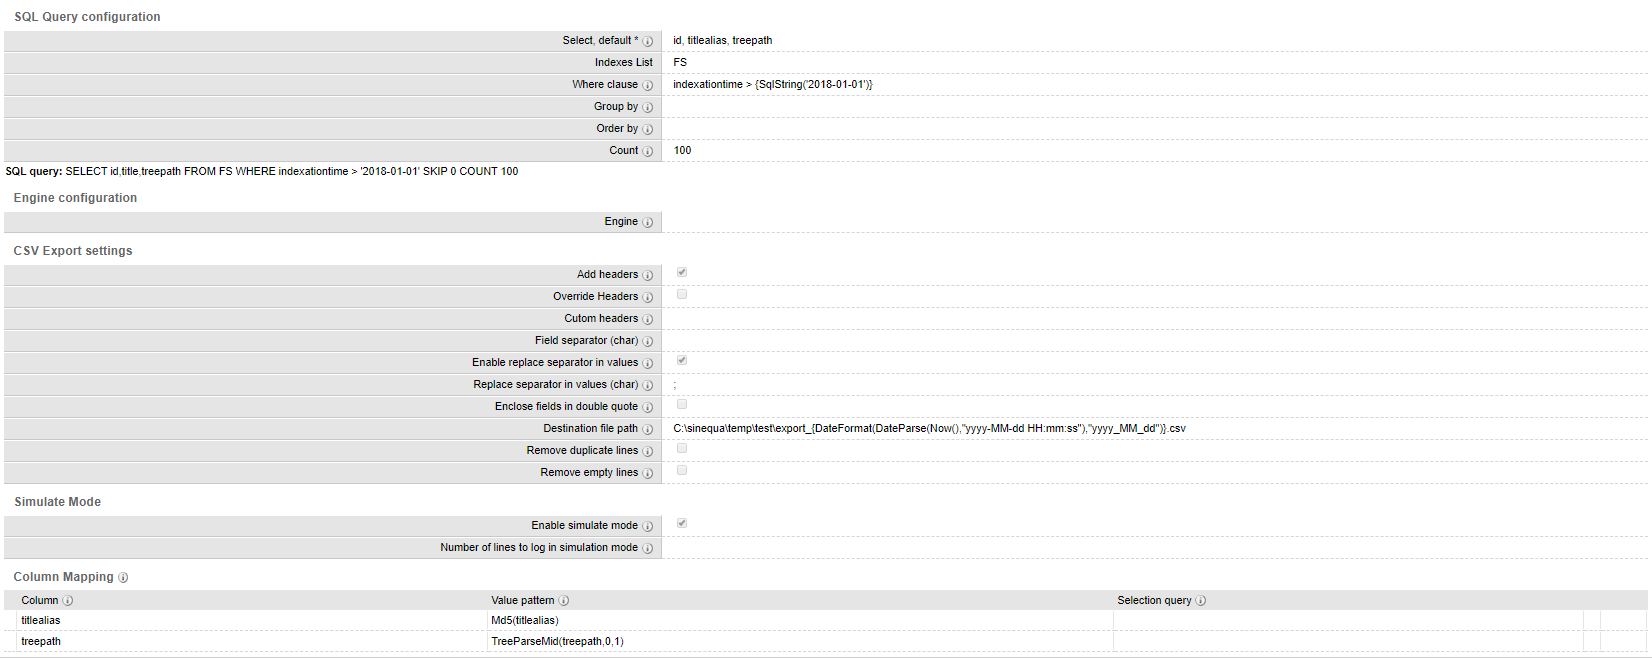 SQL Query configuration
Select, default * id, titlealias, treepath
Indexes List FS
Where clause indexationtime > {SqlString('2018-01-01')}
Group by
Order by
Count 100
SQL query: SELECT id,title,treepath FROM FS WHERE indexationtime > '2018-01-01' SKIP 0 COUNT 100
Engine configuration
Engine
CSV Export settings
Add headers
Override Headers
Cutom headers
Field separator (char)
Enable replace separator in values
Replace separator in values (char) ;
Enclose fields in double quote
Destination file path C:\sinequa\temp\test\export_{DateFormat(DateParse(Now(),"yyyy-MM-dd HH:mm:ss"),"yyyy_MM_dd")}.csv
Remove duplicate lines
Remove empty lines
Simulate Mode
Enable simulate mode
Number of lines to log in simulation mode
Column Mapping
Column Value pattern Selection query
titlealias Md5(titlealias)
treepath TreeParseMid(treepath,0,1)